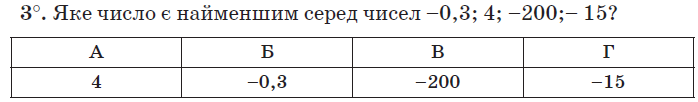 3°. Яке число є найменшим серед чисел –0,3; 4; –200;– 15?
А Б В Г
4 –0,3 –200 –15